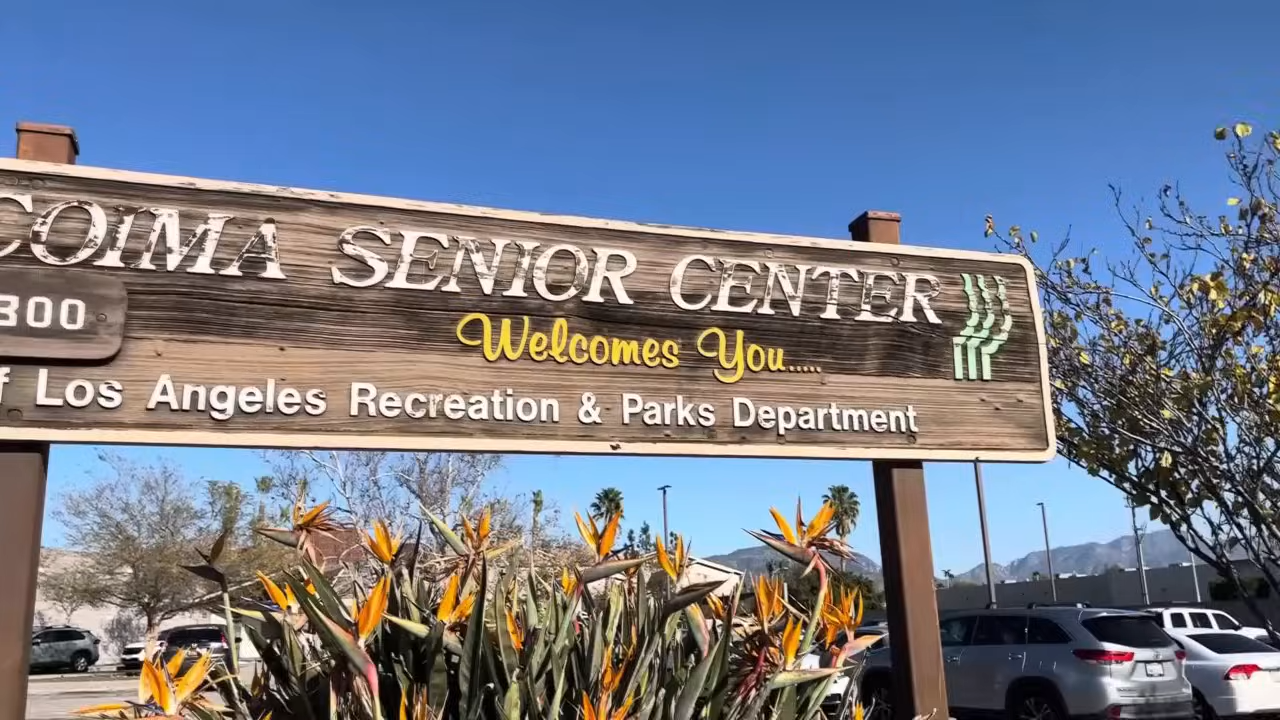 COIMA SENIOR CENTER
300
Welcomes You.....
f Los Angeles Recreation & Parks Department